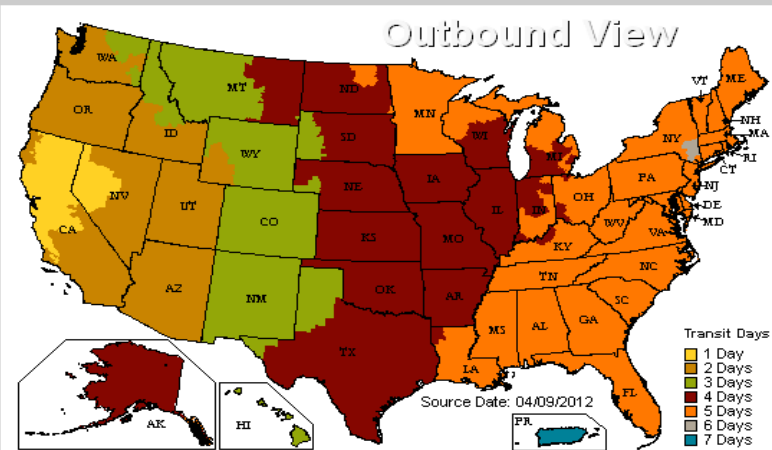 Outbound View
WA
MT
ND
MN
VT
ME
OR
ID
SD
WI
MI
NY
NH
MA
WY
RI
CT
NE
IA
PA
NJ
NV
UT
CO
IL
IN
OH
DE
MD
CA
KS
MO
WV
VA
KY
AZ
NM
OK
AR
TN
NC
SC
MS
AL
GA
TX
LA
FL
AK
HI
PR
Source Date: 04/09/2012
Transit Days
1 Day
2 Days
3 Days
4 Days
5 Days
6 Days
7 Days